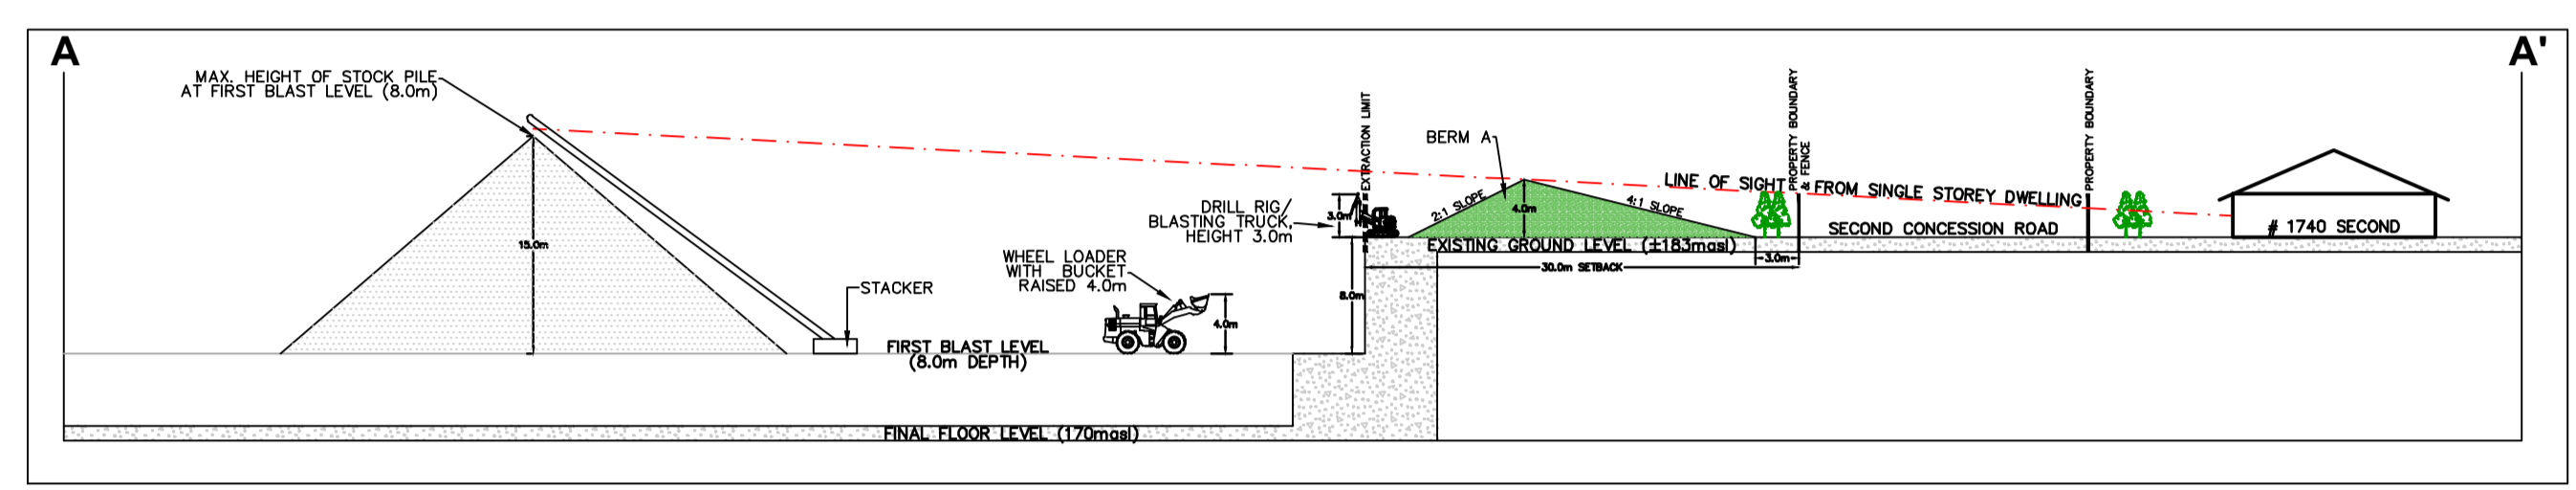 A
A'
MAX. HEIGHT OF STOCK PILE
AT FIRST BLAST LEVEL (8.0m)
15.0m
STACKER
FIRST BLAST LEVEL
(8.0m DEPTH)
WHEEL LOADER
WITH BUCKET
RAISED 4.0m
4.0m
DRILL RIG/
BLASTING TRUCK,
HEIGHT 3.0m
3.0m
8.0m
EXTRACTION LIMIT
BERM A
2:1 SLOPE
4.0m
4:1 SLOPE
EXISTING GROUND LEVEL (±183masl)
3.0m
30.0m SETBACK
LINE OF SIGHT FROM SINGLE STOREY DWELLING
PROPERTY BOUNDARY
& FENCE
SECOND CONCESSION ROAD
PROPERTY BOUNDARY
# 1740 SECOND
FINAL FLOOR LEVEL (170masl)